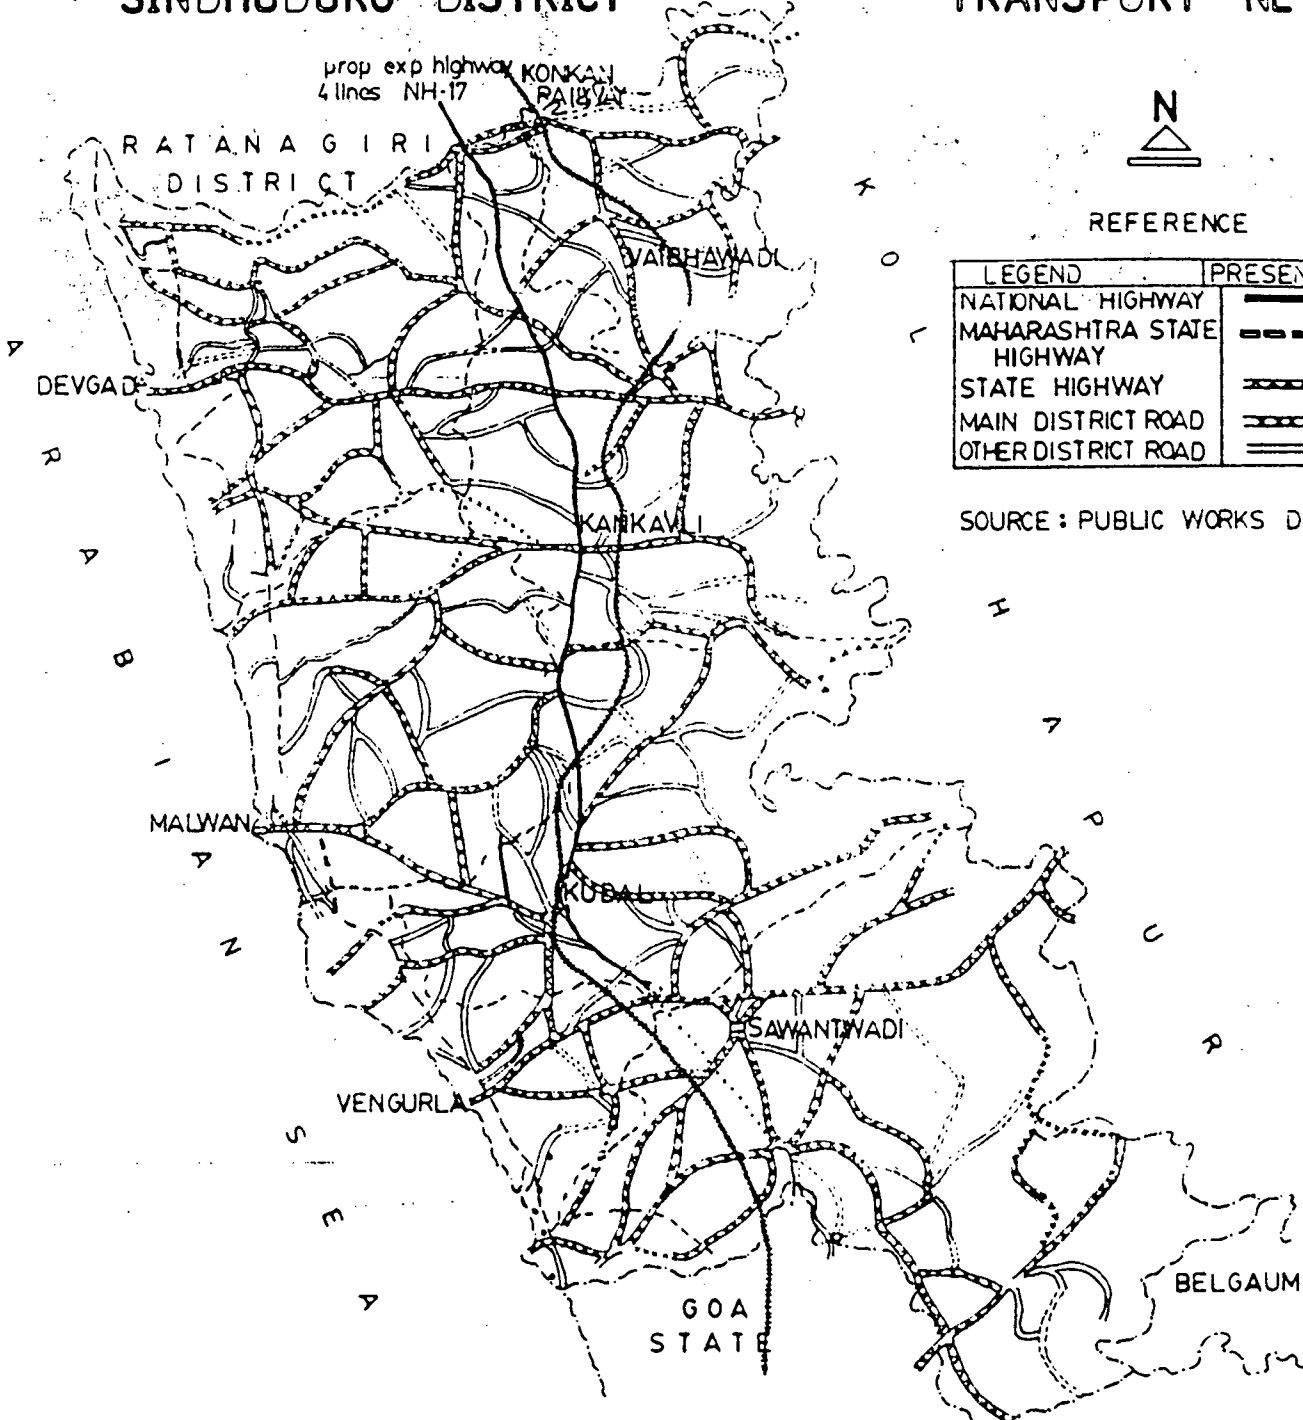 SINDHUDURG DISTRICT
TRANSPORT NE
prop exp highway
4 lines NH-17
KONKAN
RAILWAY
RATANAGIRI
DISTRICT
N
REFERENCE
LEGEND PRESEN
NATIONAL HIGHWAY
MAHARASHTRA STATE
HIGHWAY
STATE HIGHWAY
MAIN DISTRICT ROAD
OTHER DISTRICT ROAD
SOURCE : PUBLIC WORKS D
VAIBHAWADI
DEVGAD
KANKAVLI
MALWAN
KUDAL
SAWANTWADI
VENGURLA
ARABIAN SEA
KOLHAPUR
BELGAUM
GOA
STATE